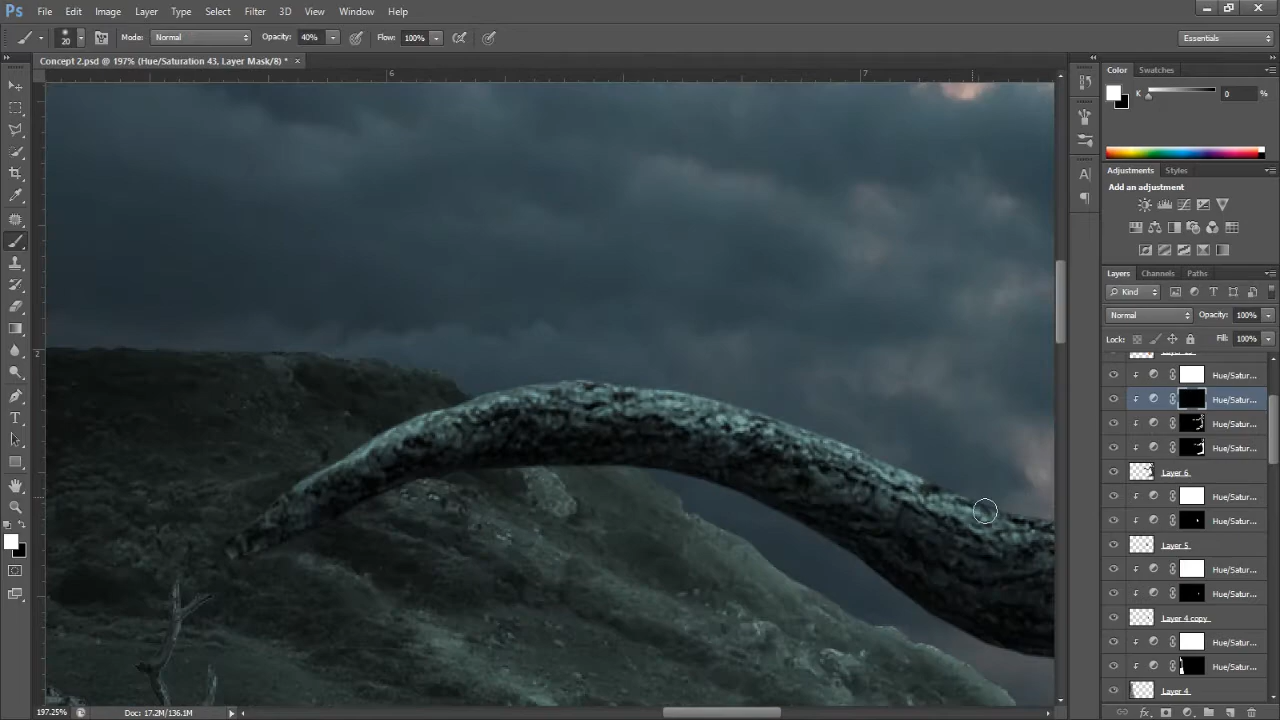 Ps File Edit Image Layer Type Select Filter 3D View Window Help
20 Mode: Normal Opacity: 40% Flow: 100% Essentials
Concept 2.psd @ 197% (Hue/Saturation 43, Layer Mask/8) * ×
6 7
2
Color Swatches
K 0 %
Adjustments Styles
Add an adjustment
Layers Channels Paths
Kind
Normal Opacity: 100%
Lock: Fill: 100%
Hue/Satur...
Hue/Satur...
Hue/Satur...
Hue/Satur...
Layer 6
Hue/Satur...
Hue/Satur...
Layer 5
Hue/Satur...
Hue/Satur...
Layer 4 copy
Hue/Satur...
Hue/Satur...
Layer 4
197.25% Doc: 17.2M/136.1M